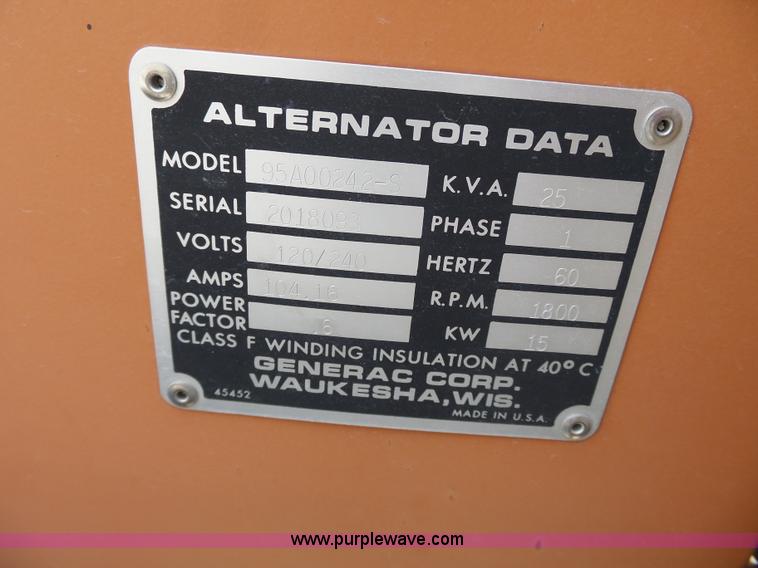 ALTERNATOR DATA
MODEL 95A00242-S K.V.A. 25
SERIAL 2018093 PHASE 1
VOLTS 120/240 HERTZ 60
AMPS 104.16 R.P.M. 1800
POWER FACTOR .6 KW 15
CLASS F WINDING INSULATION AT 40° C
GENERAC CORP.
WAUKESHA, WIS.
45452 MADE IN U.S.A.
www.purplewave.com